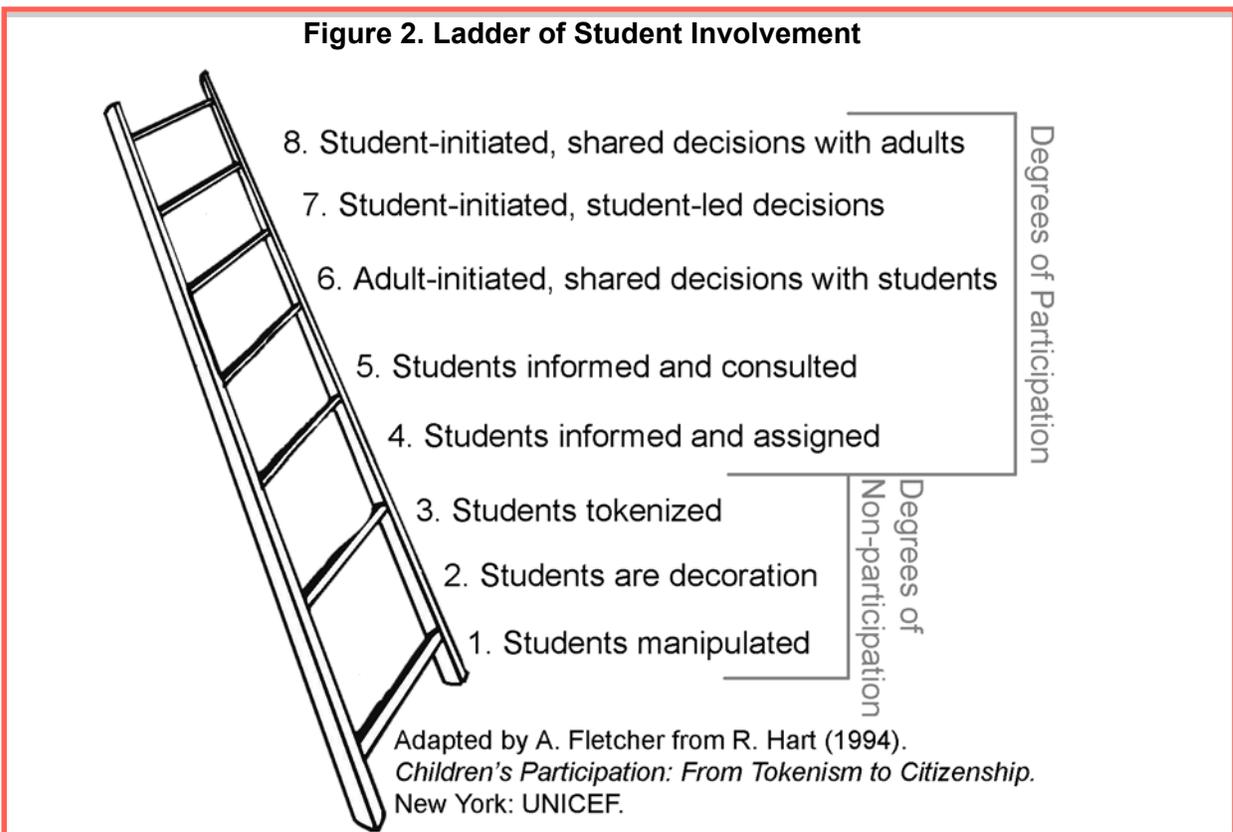 Figure 2. Ladder of Student Involvement
8. Student-initiated, shared decisions with adults
7. Student-initiated, student-led decisions
6. Adult-initiated, shared decisions with students
5. Students informed and consulted
4. Students informed and assigned
Degrees of Participation
3. Students tokenized
2. Students are decoration
1. Students manipulated
Degrees of
Non-participation
Adapted by A. Fletcher from R. Hart (1994).
Children's Participation: From Tokenism to Citizenship.
New York: UNICEF.